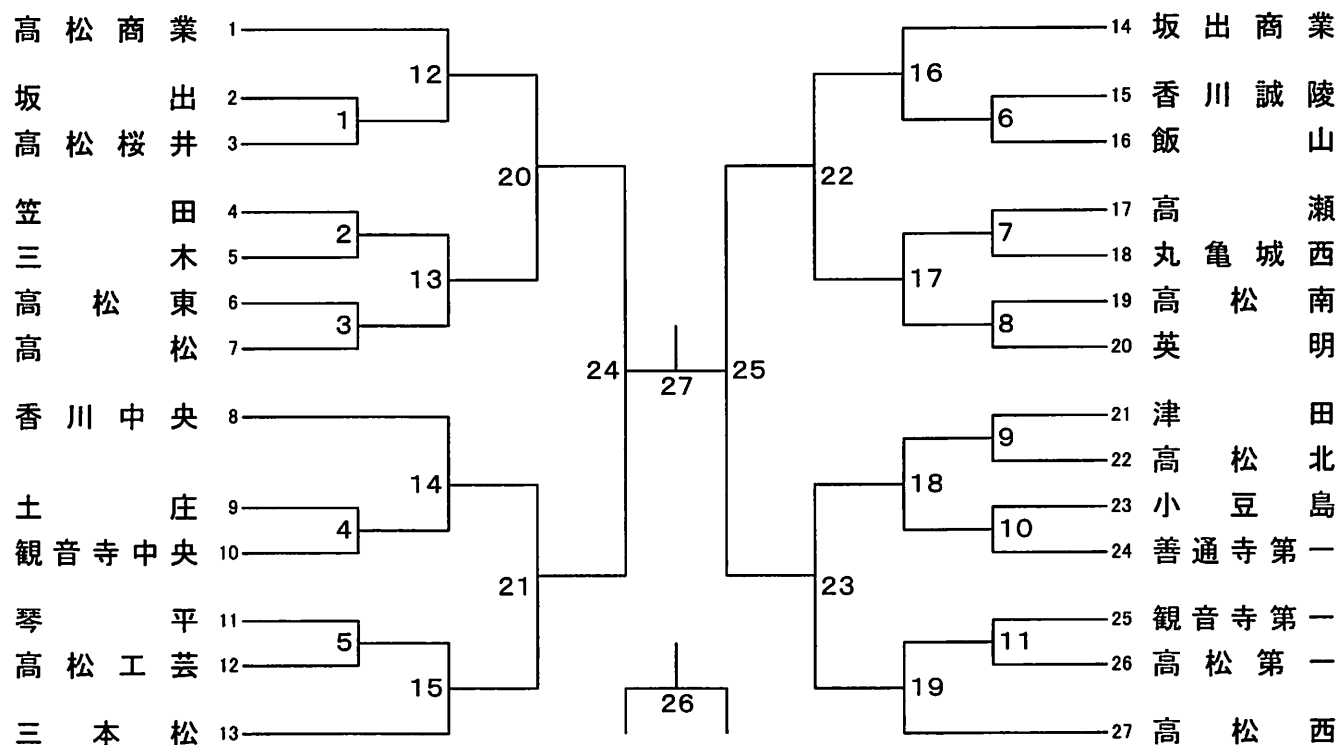 高松商業 1
坂出 2
1
高松桜井 3
12
笠田 4
2
三木 5
13
高松東 6
3
高松 7
20
香川中央 8
14
土庄 9
4
観音寺中央 10
21
琴平 11
5
高松工芸 12
15
三本松 13
24
27
26
25
14 坂出商業
16
15 香川誠陵
6
16 飯山
22
17 高瀬
7
18 丸亀城西
17
19 高松南
8
20 英明
21 津田
9
22 高松北
18
23 小豆島
10
24 善通寺第一
23
25 観音寺第一
11
26 高松第一
19
27 高松西